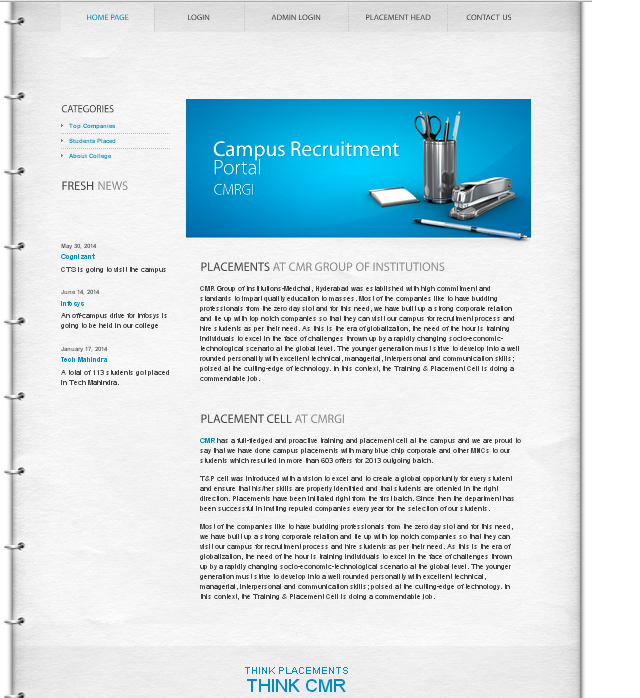 HOME PAGE
LOGIN
ADMIN LOGIN
PLACEMENT HEAD
CONTACT US
CATEGORIES
Top Companies
Students Placed
About College
FRESH NEWS
May 30, 2014
Cognizant
CTS is going to visit the campus
June 14, 2014
Infosys
An off-campus drive for Infosys is
going to be held in our college
January 17, 2014
Tech Mahindra
A total of 113 students got placed
in Tech Mahindra.
Campus Recruitment
Portal
CMRGI
PLACEMENTS AT CMR GROUP OF INSTITUTIONS
CMR Group of Institutions-Medchal, Hyderabad was established with high commitment and
standards to impart quality education to masses. Most of the companies like to have budding
professionals from the zero day slot and for this need, we have built up a strong corporate relation
and tie up with top notch companies so that they can visit our campus for recruitment process and
hire students as per their need. As this is the era of globalization, the need of the hour is training
individuals to excel in the face of challenges thrown up by a rapidly changing socio-economic-
technological scenario at the global level. The younger generation must strive to develop into a well
rounded personality with excellent technical, managerial, interpersonal and communication skills;
poised at the cutting-edge of technology. In this context, the Training & Placement Cell is doing a
commendable job.
PLACEMENT CELL AT CMRGI
CMR has a full-fledged and proactive training and placement cell at the campus and we are proud to
say that we have done campus placements with many blue chip corporate and other MNCs to our
students which resulted in more than 603 offers for 2013 outgoing batch.
T&P cell was introduced with a vision to excel and to create a global opportunity for every student
and ensure that his/her skills are properly identified and that students are oriented in the right
direction. Placements have been initiated right from the first batch. Since then the department has
been successful in inviting reputed companies every year for the selection of our students.
Most of the companies like to have budding professionals from the zero day slot and for this need,
we have built up a strong corporate relation and tie up with top notch companies so that they can
visit our campus for recruitment process and hire students as per their need. As this is the era of
globalization, the need of the hour is training individuals to excel in the face of challenges thrown
up by a rapidly changing socio-economic-technological scenario at the global level. The younger
generation must strive to develop into a well rounded personality with excellent technical,
managerial, interpersonal and communication skills; poised at the cutting-edge of technology. In
this context, the Training & Placement Cell is doing a commendable job.
THINK PLACEMENTS
THINK CMR